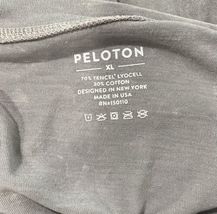 PELOTON
XL
70% TENCEL® LYOCELL
30% COTTON
DESIGNED IN NEW YORK
MADE IN USA
RN#150110